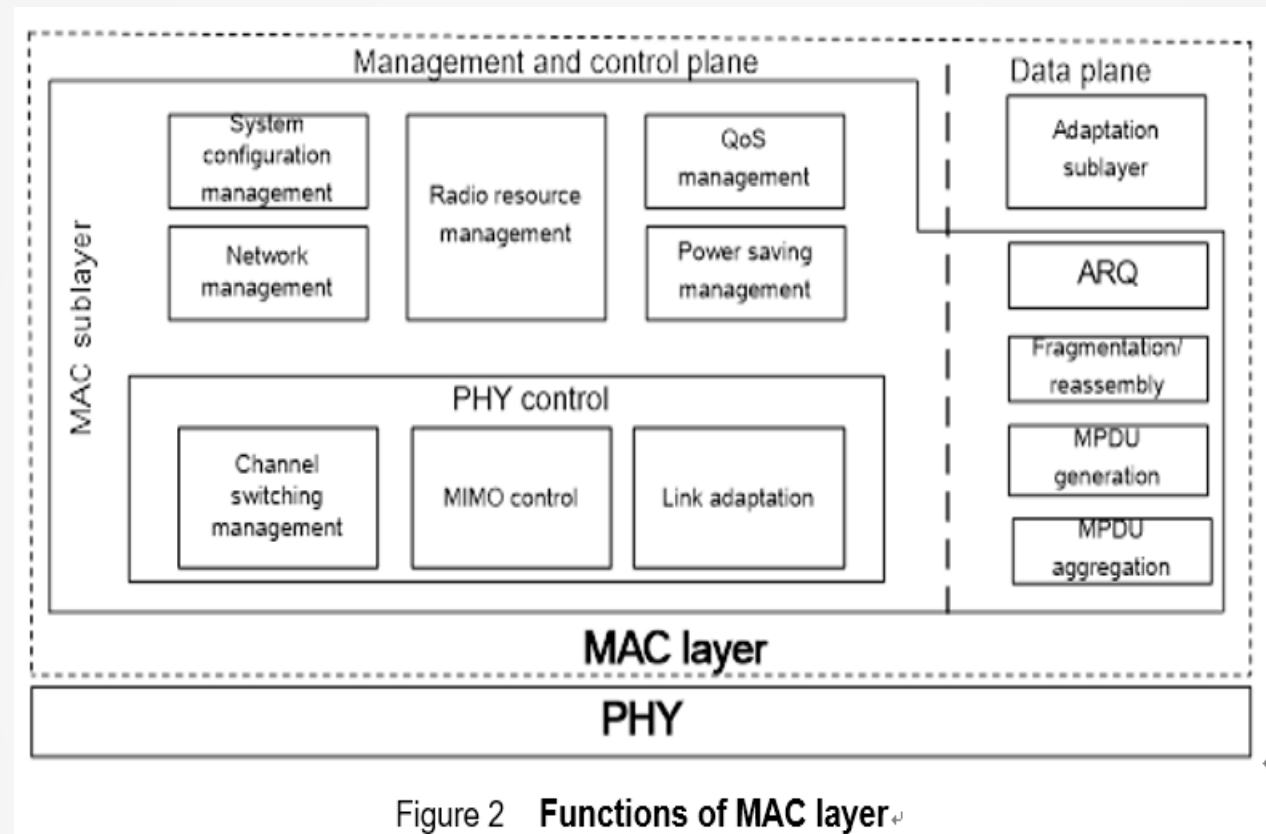 Management and control plane
Data plane
System
configuration
management
Radio resource
management
QoS
management
Adaptation
sublayer
Network
management
Power saving
management
MAC sublayer
ARQ
Fragmentation/
reassembly
PHY control
Channel
switching
management
MIMO control
Link adaptation
MPDU
generation
MPDU
aggregation
MAC layer
PHY
Figure 2 Functions of MAC layer